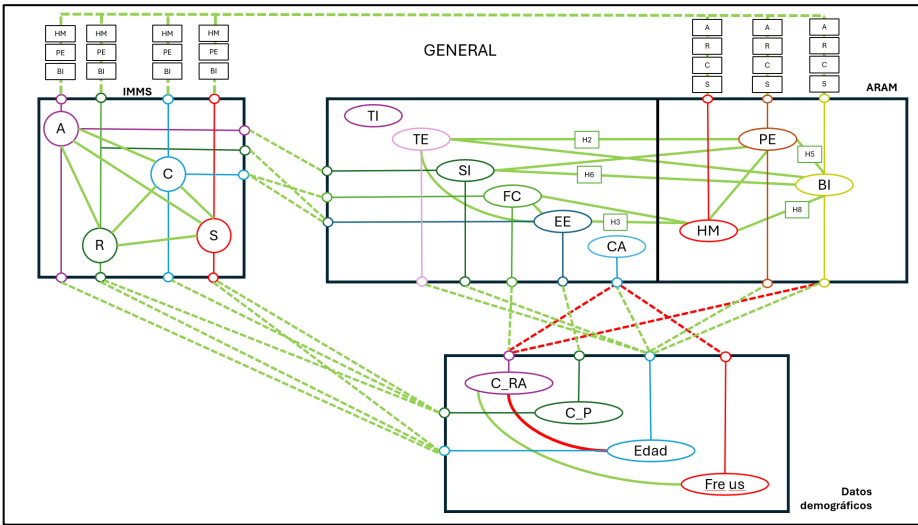 HM HM HM HM
PE PE PE PE
BI BI BI BI
GENERAL
A A A
R R R
C C C
S S S
IMMS
ARAM
A
C
R
S
TI
TE
SI
FC
EE
CA
H2
H6
H3
PE
H5
BI
H8
HM
C_RA
C_P
Edad
Fre us
Datos
demográficos